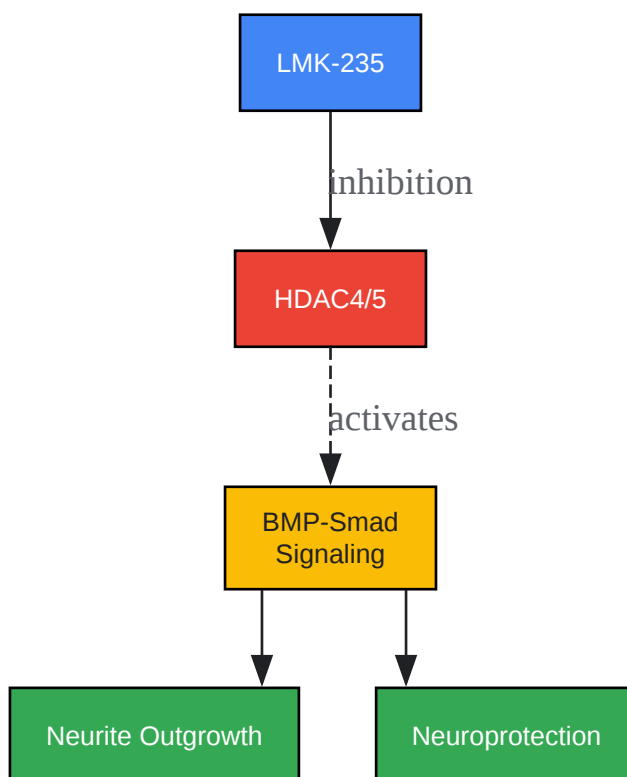 LMK-235
inhibition
HDAC4/5
activates
BMP-Smad
Signaling
Neurite Outgrowth
Neuroprotection